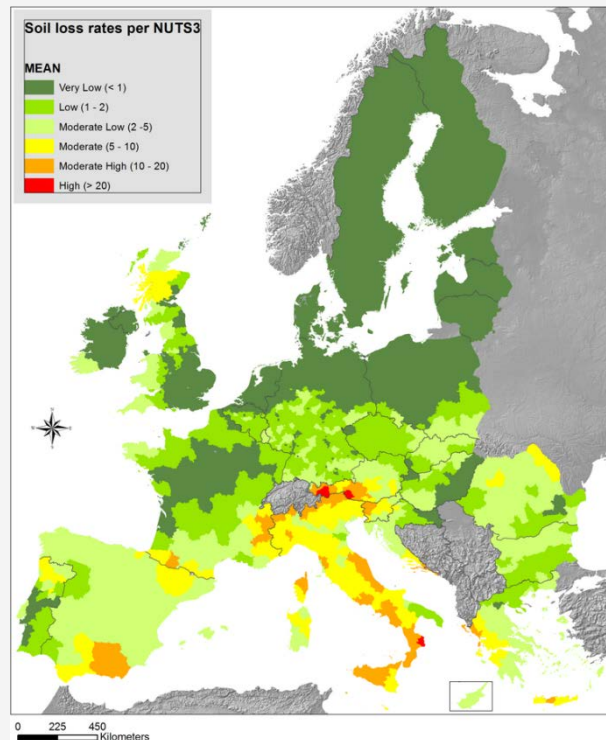 Soil loss rates per NUTS3
MEAN
Very Low (< 1)
Low (1 - 2)
Moderate Low (2 -5)
Moderate (5 - 10)
Moderate High (10 - 20)
High (> 20)
0 225 450
Kilometers